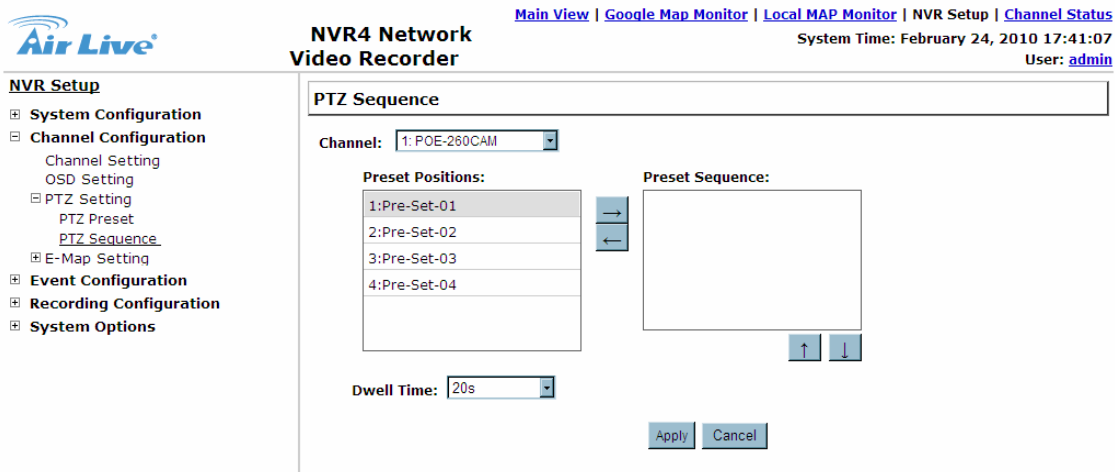 Air Live
NVR4 Network
Video Recorder
Main View | Google Map Monitor | Local MAP Monitor | NVR Setup | Channel Status
System Time: February 24, 2010 17:41:07
User: admin
NVR Setup
System Configuration
Channel Configuration
Channel Setting
OSD Setting
PTZ Setting
PTZ Preset
PTZ Sequence
E-Map Setting
Event Configuration
Recording Configuration
System Options
PTZ Sequence
Channel: 1: POE-260CAM
Preset Positions:
1:Pre-Set-01
2:Pre-Set-02
3:Pre-Set-03
4:Pre-Set-04
→
←
Preset Sequence:
↑ ↓
Dwell Time: 20s
Apply Cancel